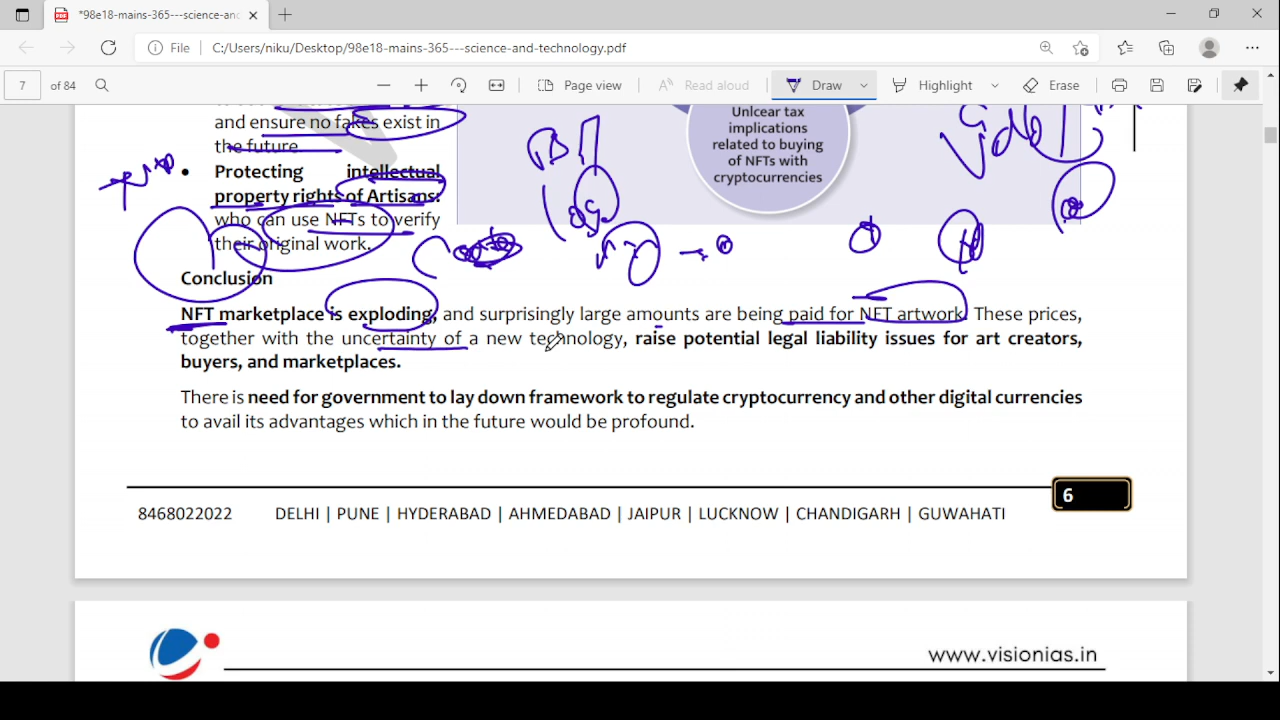 *98e18-mains-365---science-and
File
C:/Users/niku/Desktop/98e18-mains-365---science-and-technology.pdf
7 of 84
Page view
Read aloud
Draw
Highlight
Erase
and ensure no fakes exist in
the future
• Protecting intellectual
property rights of Artisans:
who can use NFTs to verify
their original work.
Unlcear tax
implications
related to buying
of NFTs with
cryptocurrencies
Conclusion
NFT marketplace is exploding, and surprisingly large amounts are being paid for NFT artwork. These prices,
together with the uncertainty of a new technology, raise potential legal liability issues for art creators,
buyers, and marketplaces.
There is need for government to lay down framework to regulate cryptocurrency and other digital currencies
to avail its advantages which in the future would be profound.
6
8468022022 DELHI | PUNE | HYDERABAD | AHMEDABAD | JAIPUR | LUCKNOW | CHANDIGARH | GUWAHATI
www.visionias.in